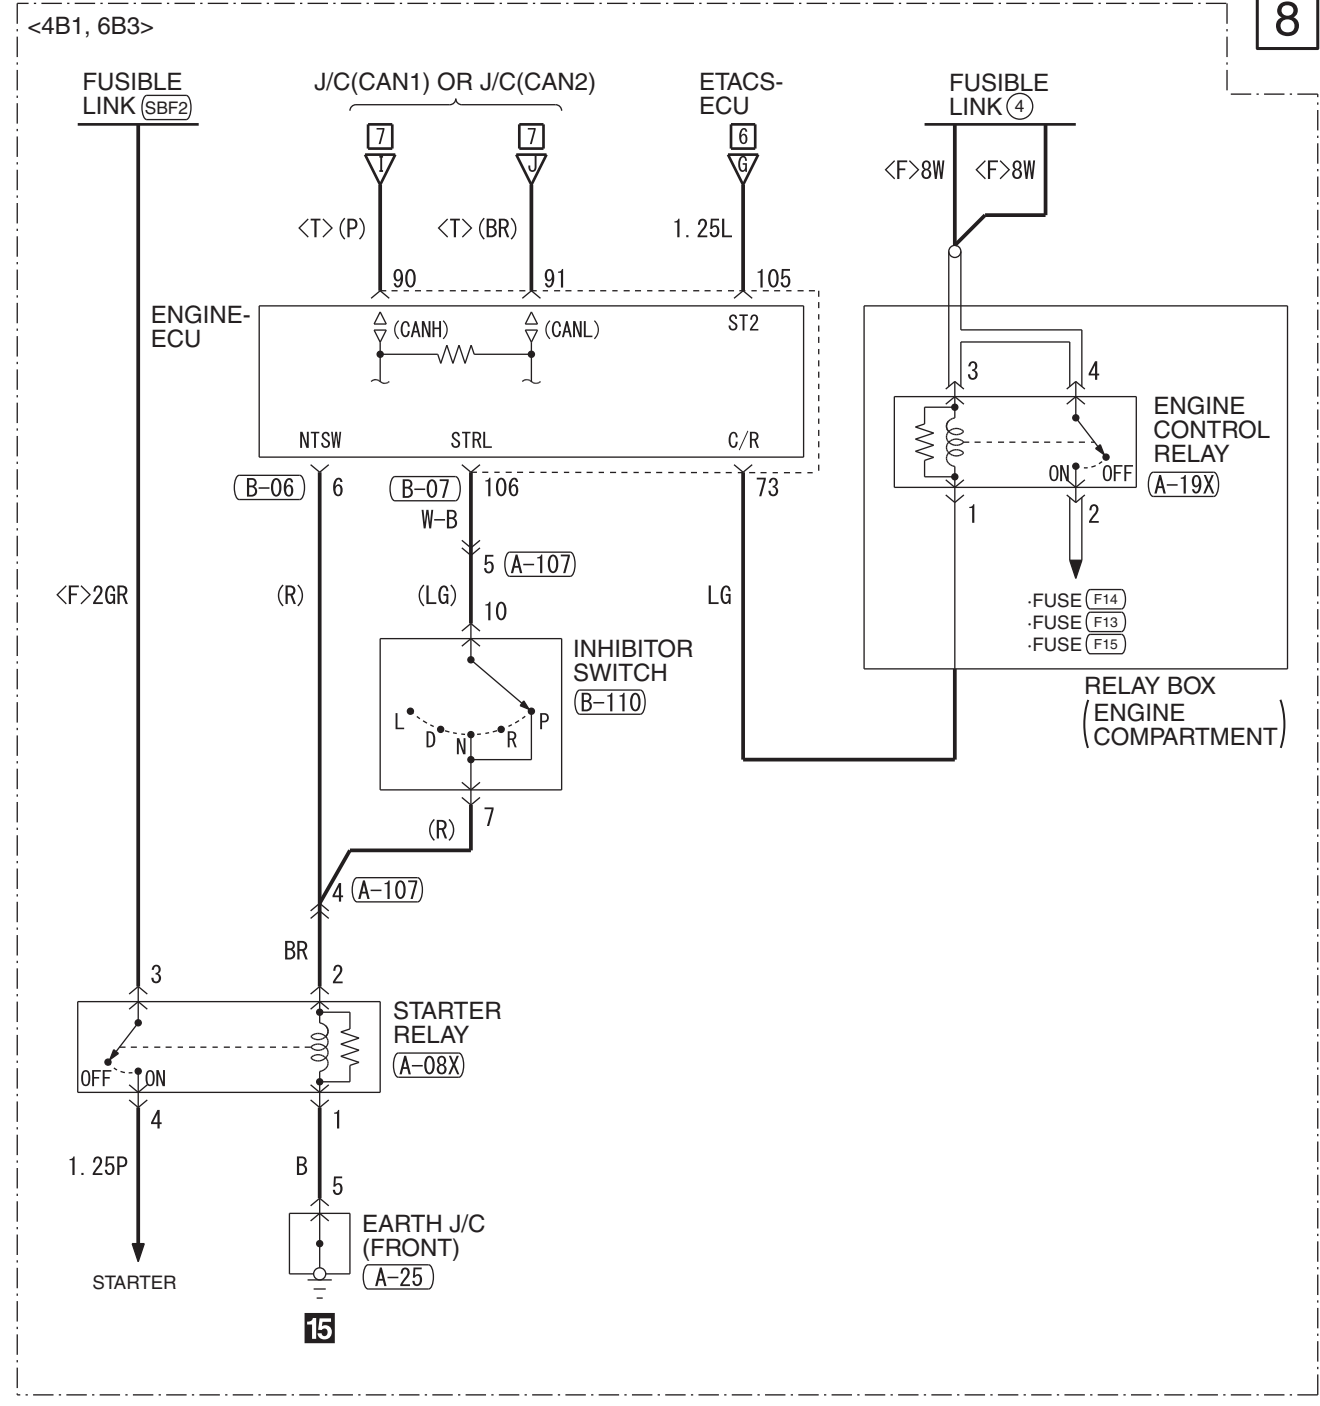 8
<4B1, 6B3>
FUSIBLE
LINK SBF2
J/C(CAN1) OR J/C(CAN2)
ETACS-
ECU
FUSIBLE
LINK 4
7
7
6
I
J
G
<F>8W
<F>8W
<T>(P)
<T>(BR)
1.25L
90
91
105
ENGINE-
ECU
(CANH)
(CANL)
ST2
3
4
NTSW
STRL
C/R
ENGINE
CONTROL
RELAY
A-19X
ON
OFF
B-06
6
B-07
106
73
1
2
W-B
5
A-107
<F>2GR
(R)
(LG)
LG
10
·FUSE F14
·FUSE F13
·FUSE F15
INHIBITOR
SWITCH
B-110
L
D
N
R
P
RELAY BOX
(ENGINE
COMPARTMENT)
7
(R)
4
A-107
BR
3
2
STARTER
RELAY
A-08X
OFF
ON
4
1
1.25P
B
5
EARTH J/C
(FRONT)
A-25
STARTER
15